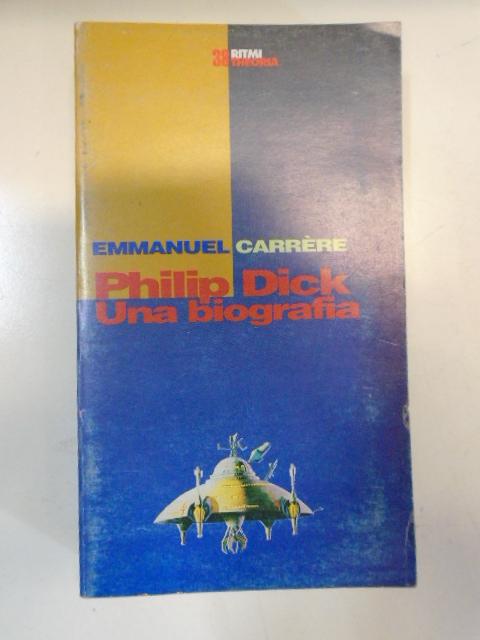 38 RITMI
THEORIA
EMMANUEL CARRÈRE
Philip Dick
Una biografia